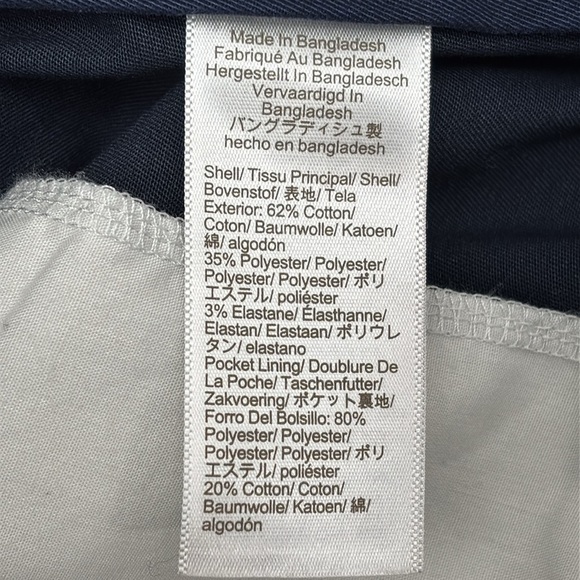 Made In Bangladesh
Fabriqué Au Bangladesh
Hergestellt In Bangladesch
Vervaardigd In
Bangladesh
バングラディシュ製
hecho en bangladesh
Shell/ Tissu Principal/ Shell/
Bovenstof/ 表地/ Tela
Exterior: 62% Cotton/
Coton/ Baumwolle/ Katoen/
綿/ algodón
35% Polyester/ Polyester/
Polyester/ Polyester/ ポリ
エステル/ poliéster
3% Elastane/ Élasthanne/
Elastan/ Elastaan/ ポリウレ
タン/ elastano
Pocket Lining/ Doublure De
La Poche/ Taschenfutter/
Zakvoering/ ポケット裏地/
Forro Del Bolsillo: 80%
Polyester/ Polyester/
Polyester/ Polyester/ ポリ
エステル/ poliéster
20% Cotton/ Coton/
Baumwolle/ Katoen/ 綿/
algodón